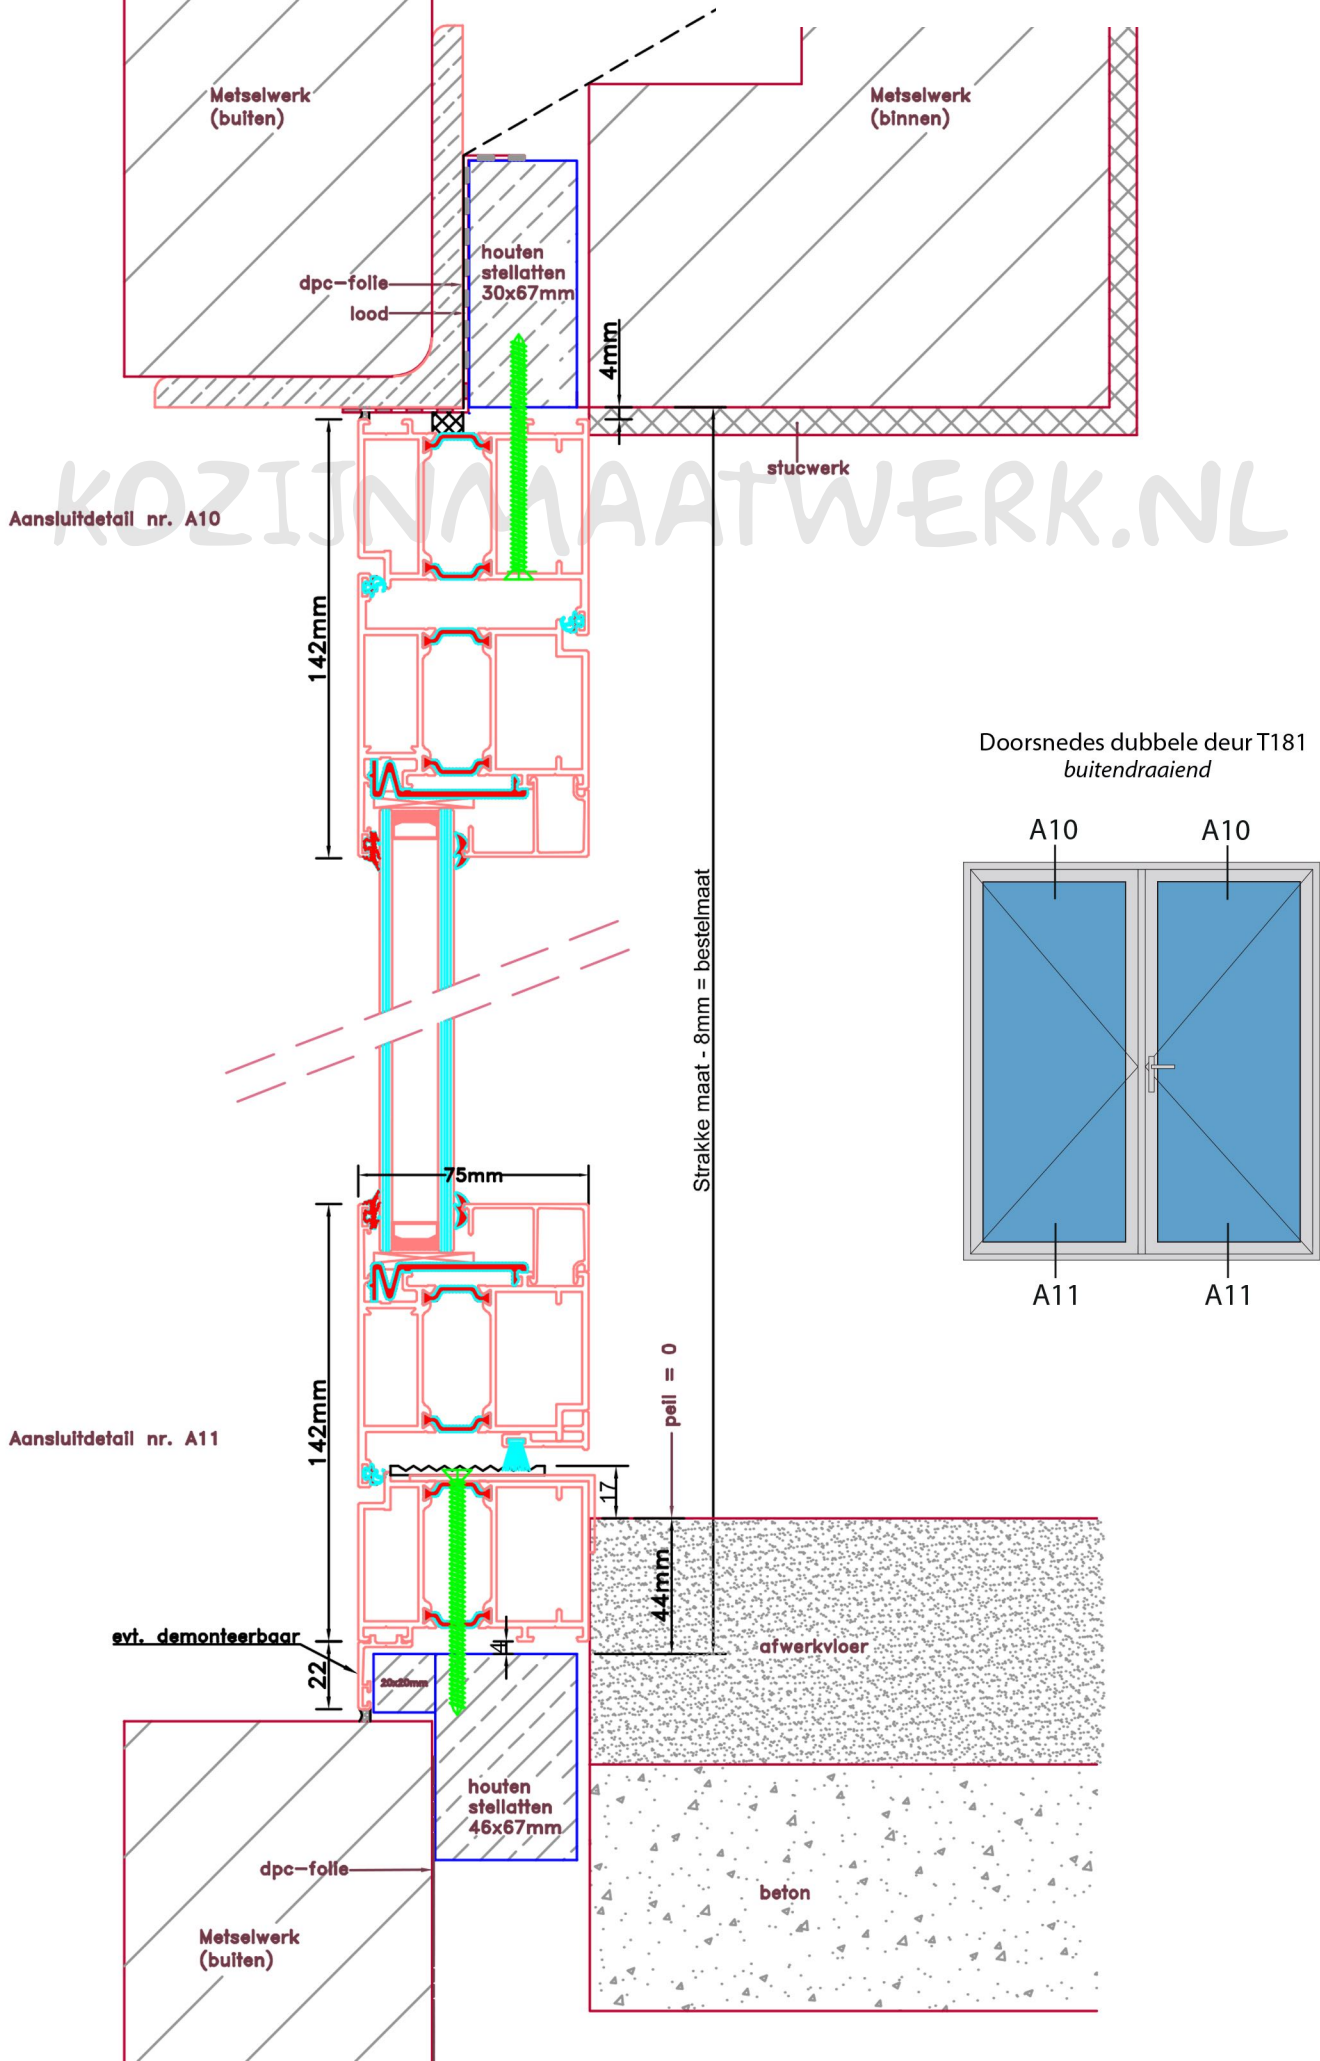 Metselwerk
(buiten)
Metselwerk
(binnen)
houten
stellatten
30x67mm
dpc-folie
lood
4mm
stucwerk
KOZIJNMAATWERK.NL
Aansluitdetail nr. A10
142mm
Doorsnedes dubbele deur T181
buitendraaiend
A10
A10
Strakke maat - 8mm = bestelmaat
75mm
A11
A11
peil = 0
142mm
Aansluitdetail nr. A11
17
44mm
evt. demonteerbaar
4
afwerkvloer
22
20x20mm
houten
stellatten
46x67mm
dpc-folie
beton
Metselwerk
(buiten)